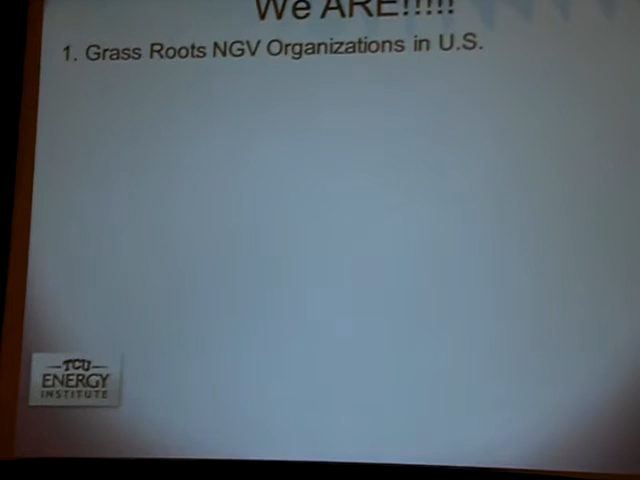 We ARE!!!!!
1. Grass Roots NGV Organizations in U.S.
TCU
ENERGY
INSTITUTE